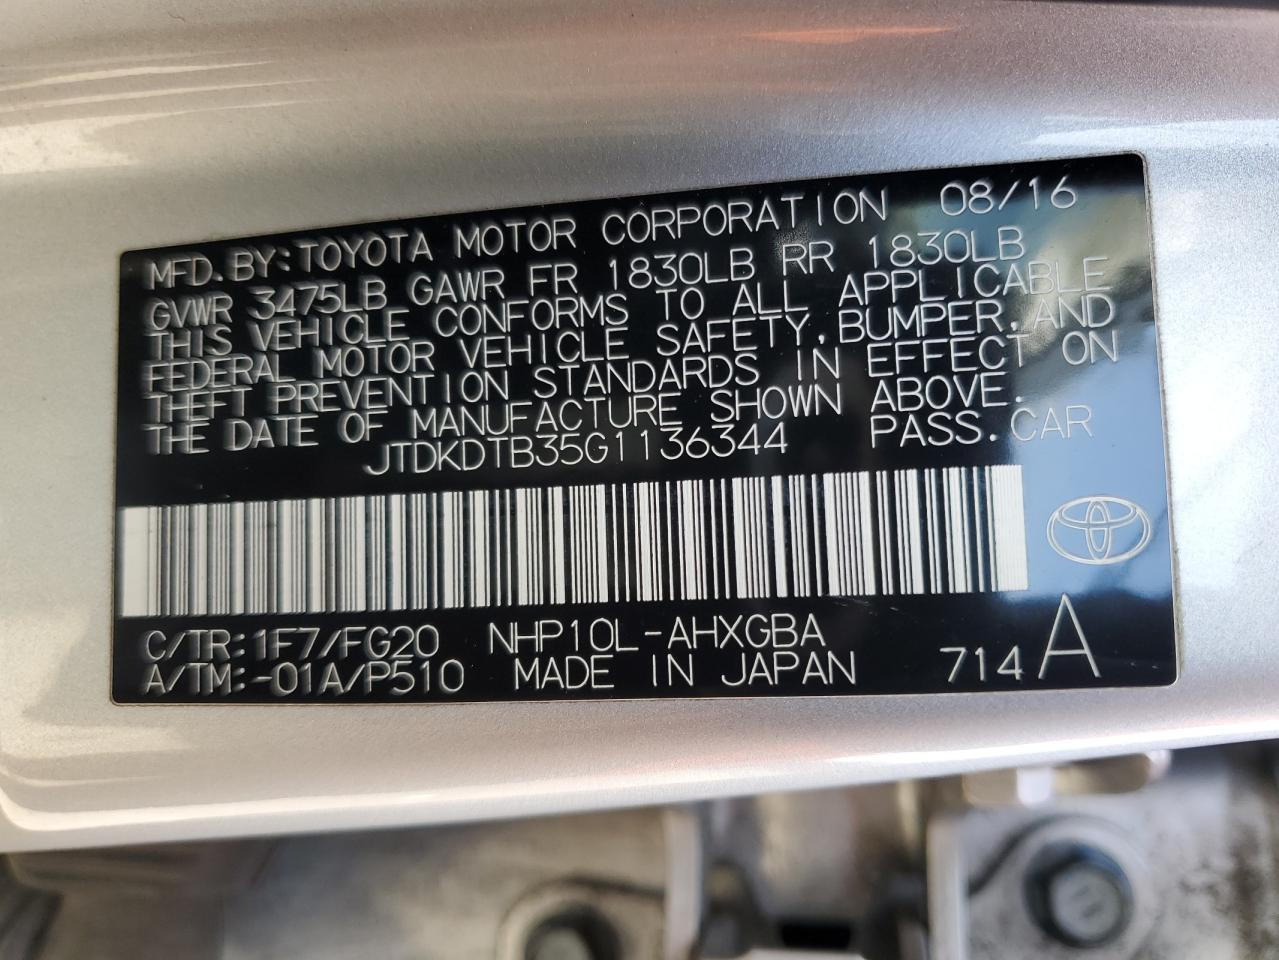 MFD.BY:TOYOTA MOTOR CORPORATION 08/16
GVWR 3475LB GAWR FR 1830LB RR 1830LB
THIS VEHICLE CONFORMS TO ALL APPLICABLE
FEDERAL MOTOR VEHICLE SAFETY,BUMPER,AND
THEFT PREVENTION STANDARDS IN EFFECT ON
THE DATE OF MANUFACTURE SHOWN ABOVE.
JTDKDTB35G1136344 PASS.CAR
C/TR:1F7/FG20 NHP10L-AHXGBA
A/TM:-01A/P510 MADE IN JAPAN 714 A